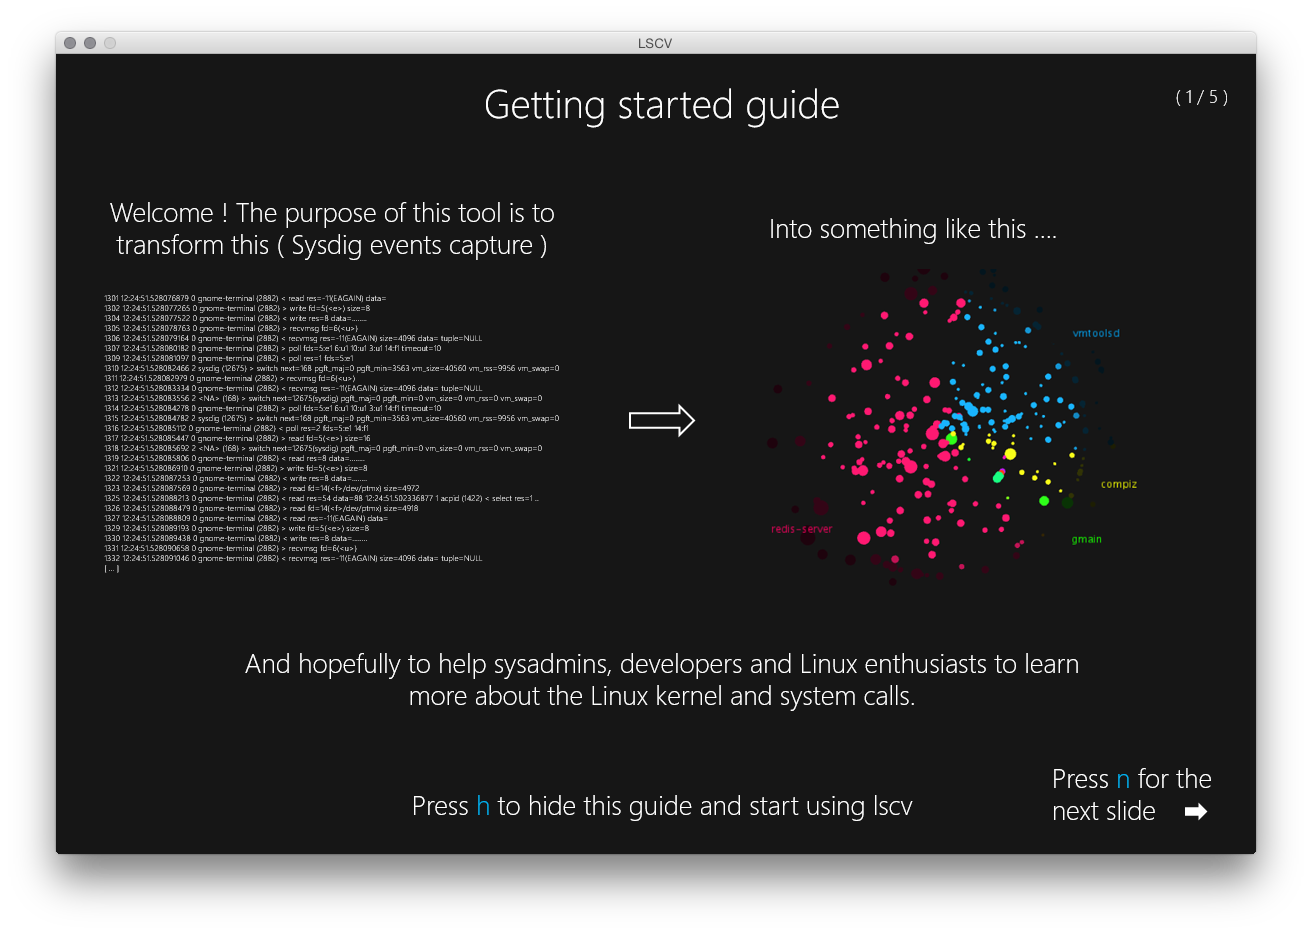 LSCV
Getting started guide
( 1 / 5 )
Welcome ! The purpose of this tool is to
transform this ( Sysdig events capture )
Into something like this ....
1301 12:24:51.528076879 0 gnome-terminal (2882) < read res=-11(EAGAIN) data=
1302 12:24:51.528077265 0 gnome-terminal (2882) > write fd=5(<e>) size=8
1304 12:24:51.528077522 0 gnome-terminal (2882) < write res=8 data=........
1305 12:24:51.528078763 0 gnome-terminal (2882) > recvmsg fd=6(<u>)
1306 12:24:51.528079164 0 gnome-terminal (2882) < recvmsg res=-11(EAGAIN) size=4096 data= tuple=NULL
1307 12:24:51.528080182 0 gnome-terminal (2882) > poll fds=5:e1 6:u1 10:u1 3:u1 14:f1 timeout=10
1309 12:24:51.528081097 0 gnome-terminal (2882) < poll res=1 fds=5:e1
1310 12:24:51.528082466 2 sysdig (12675) > switch next=168 pgft_maj=0 pgft_min=3563 vm_size=40560 vm_rss=9956 vm_swap=0
1311 12:24:51.528082979 0 gnome-terminal (2882) > recvmsg fd=6(<u>)
1312 12:24:51.528083334 0 gnome-terminal (2882) < recvmsg res=-11(EAGAIN) size=4096 data= tuple=NULL
1313 12:24:51.528083556 2 <NA> (168) > switch next=12675(sysdig) pgft_maj=0 pgft_min=0 vm_size=0 vm_rss=0 vm_swap=0
1314 12:24:51.528084278 0 gnome-terminal (2882) > poll fds=5:e1 6:u1 10:u1 3:u1 14:f1 timeout=10
1315 12:24:51.528084782 2 sysdig (12675) > switch next=168 pgft_maj=0 pgft_min=3563 vm_size=40560 vm_rss=9956 vm_swap=0
1316 12:24:51.528085112 0 gnome-terminal (2882) < poll res=2 fds=5:e1 14:f1
1317 12:24:51.528085447 0 gnome-terminal (2882) > read fd=5(<e>) size=16
1318 12:24:51.528085692 2 <NA> (168) > switch next=12675(sysdig) pgft_maj=0 pgft_min=0 vm_size=0 vm_rss=0 vm_swap=0
1319 12:24:51.528085806 0 gnome-terminal (2882) < read res=8 data=........
1321 12:24:51.528086910 0 gnome-terminal (2882) > write fd=5(<e>) size=8
1322 12:24:51.528087253 0 gnome-terminal (2882) < write res=8 data=........
1323 12:24:51.528087569 0 gnome-terminal (2882) > read fd=14(<f>/dev/ptmx) size=4972
1325 12:24:51.528088213 0 gnome-terminal (2882) < read res=54 data=88 12:24:51.502336877 1 acpid (1422) < select res=1 ..
1326 12:24:51.528088479 0 gnome-terminal (2882) > read fd=14(<f>/dev/ptmx) size=4918
1327 12:24:51.528088809 0 gnome-terminal (2882) < read res=-11(EAGAIN) data=
1329 12:24:51.528089193 0 gnome-terminal (2882) > write fd=5(<e>) size=8
1330 12:24:51.528089438 0 gnome-terminal (2882) < write res=8 data=........
1331 12:24:51.528090658 0 gnome-terminal (2882) > recvmsg fd=6(<u>)
1332 12:24:51.528091046 0 gnome-terminal (2882) < recvmsg res=-11(EAGAIN) size=4096 data= tuple=NULL
[ ... ]
vmtoolsd
compiz
redis-server
gmain
And hopefully to help sysadmins, developers and Linux enthusiasts to learn
more about the Linux kernel and system calls.
Press h to hide this guide and start using lscv
Press n for the
next slide